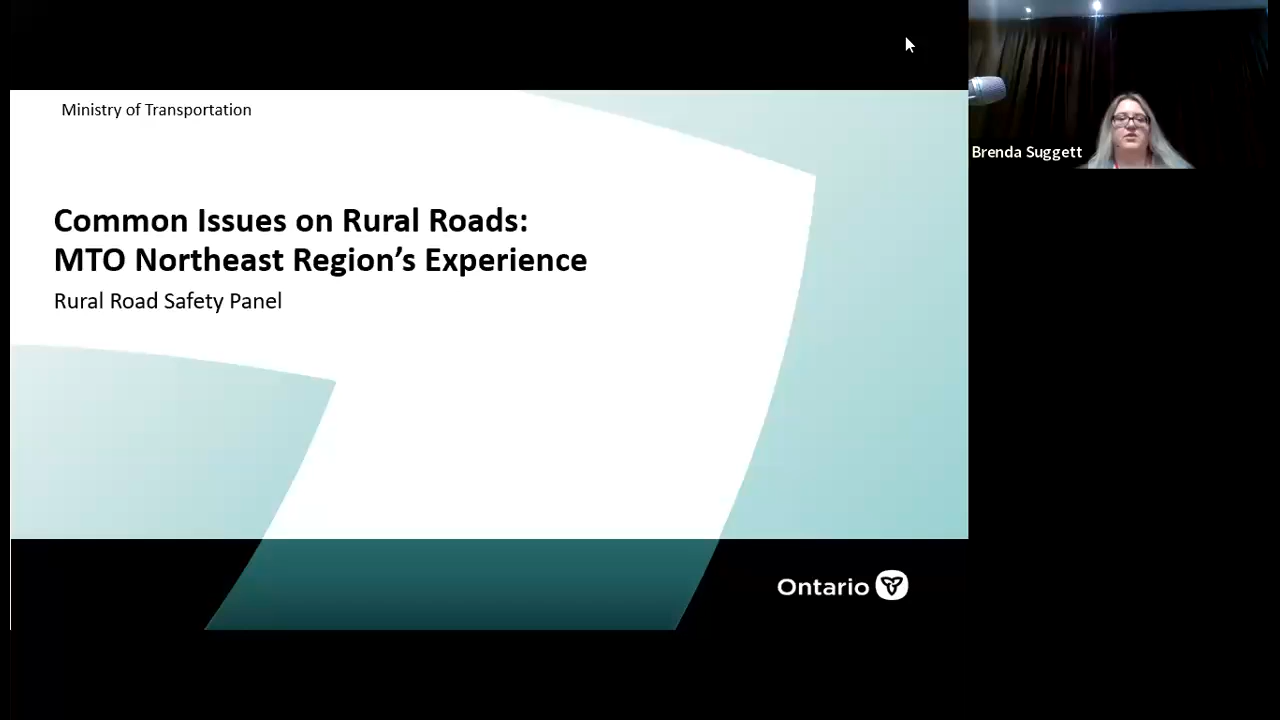 Ministry of Transportation
Common Issues on Rural Roads:
MTO Northeast Region’s Experience
Rural Road Safety Panel
Ontario
Brenda Suggett